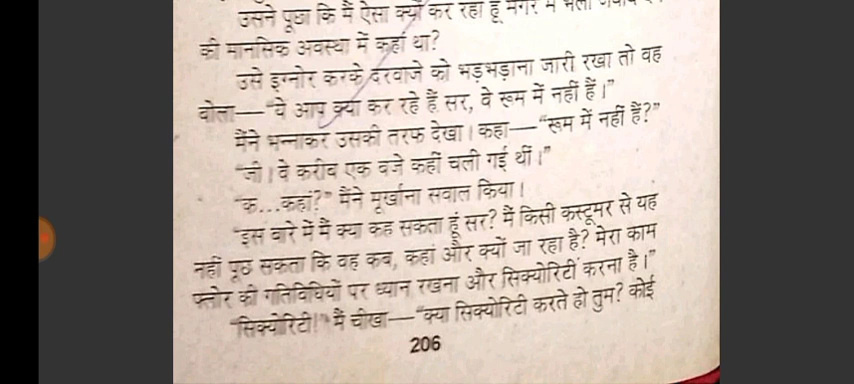 उसने पूछा कि मैं ऐसा क्यों कर रहा हूं मगर मैं भला जवाब
की मानसिक अवस्था में कहां था?
उसे इग्नोर करके दरवाजे को भड़भड़ाना जारी रखा तो वह
बोला—“ये आप क्या कर रहे हैं सर, वे रूम में नहीं हैं।”
मैंने भन्नाकर उसकी तरफ देखा। कहा—“रूम में नहीं हैं?”
“जी। वे करीब एक बजे कहीं चली गई थीं।”
“क...कहां?” मैंने मूर्खाना सवाल किया।
“इस बारे में मैं क्या कह सकता हूं सर? मैं किसी कस्टूमर से यह
नहीं पूछ सकता कि वह कब, कहां और क्यों जा रहा है? मेरा काम
फ्लोर की गतिविधियों पर ध्यान रखना और सिक्योरिटी करना है।”
“सिक्योरिटी!” मैं चीखा—“क्या सिक्योरिटी करते हो तुम? कोई
206